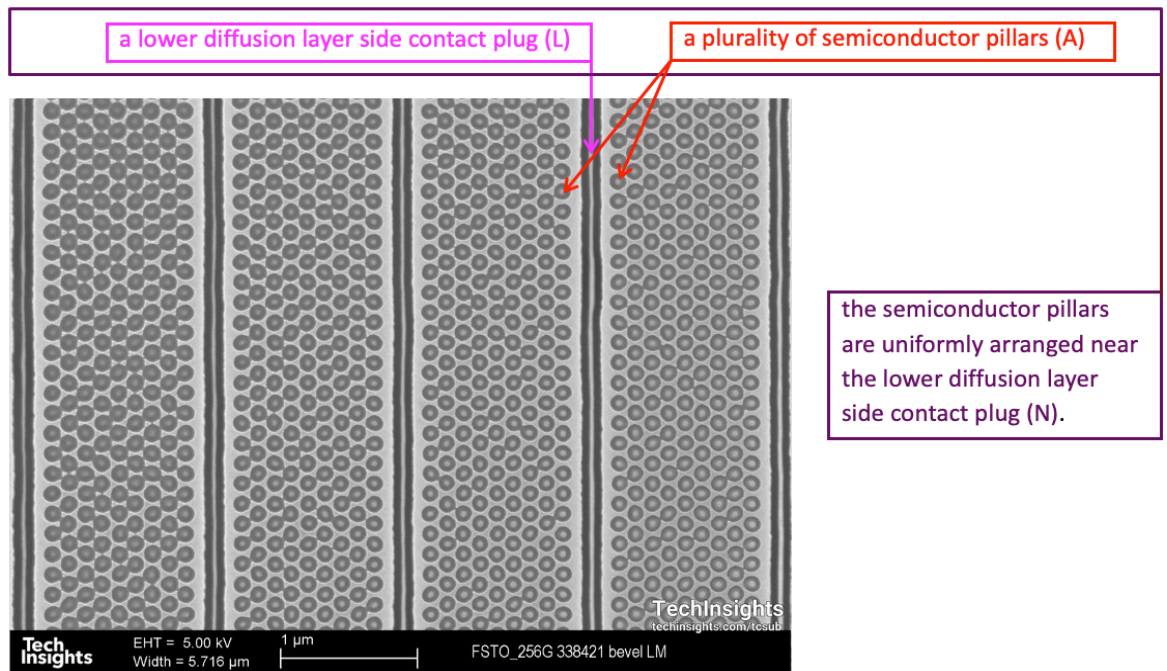 a lower diffusion layer side contact plug (L)
a plurality of semiconductor pillars (A)
the semiconductor pillars
are uniformly arranged near
the lower diffusion layer
side contact plug (N).
TechInsights
techinsights.com/tcsub
Tech
Insights
EHT = 5.00 kV
Width = 5.716 µm
1 µm
FSTO_256G 338421 bevel LM